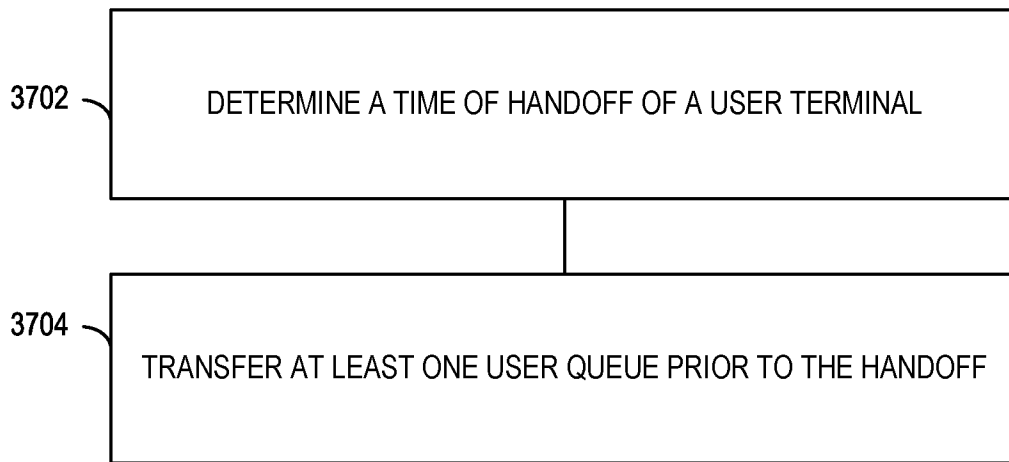 3702
DETERMINE A TIME OF HANDOFF OF A USER TERMINAL
3704
TRANSFER AT LEAST ONE USER QUEUE PRIOR TO THE HANDOFF